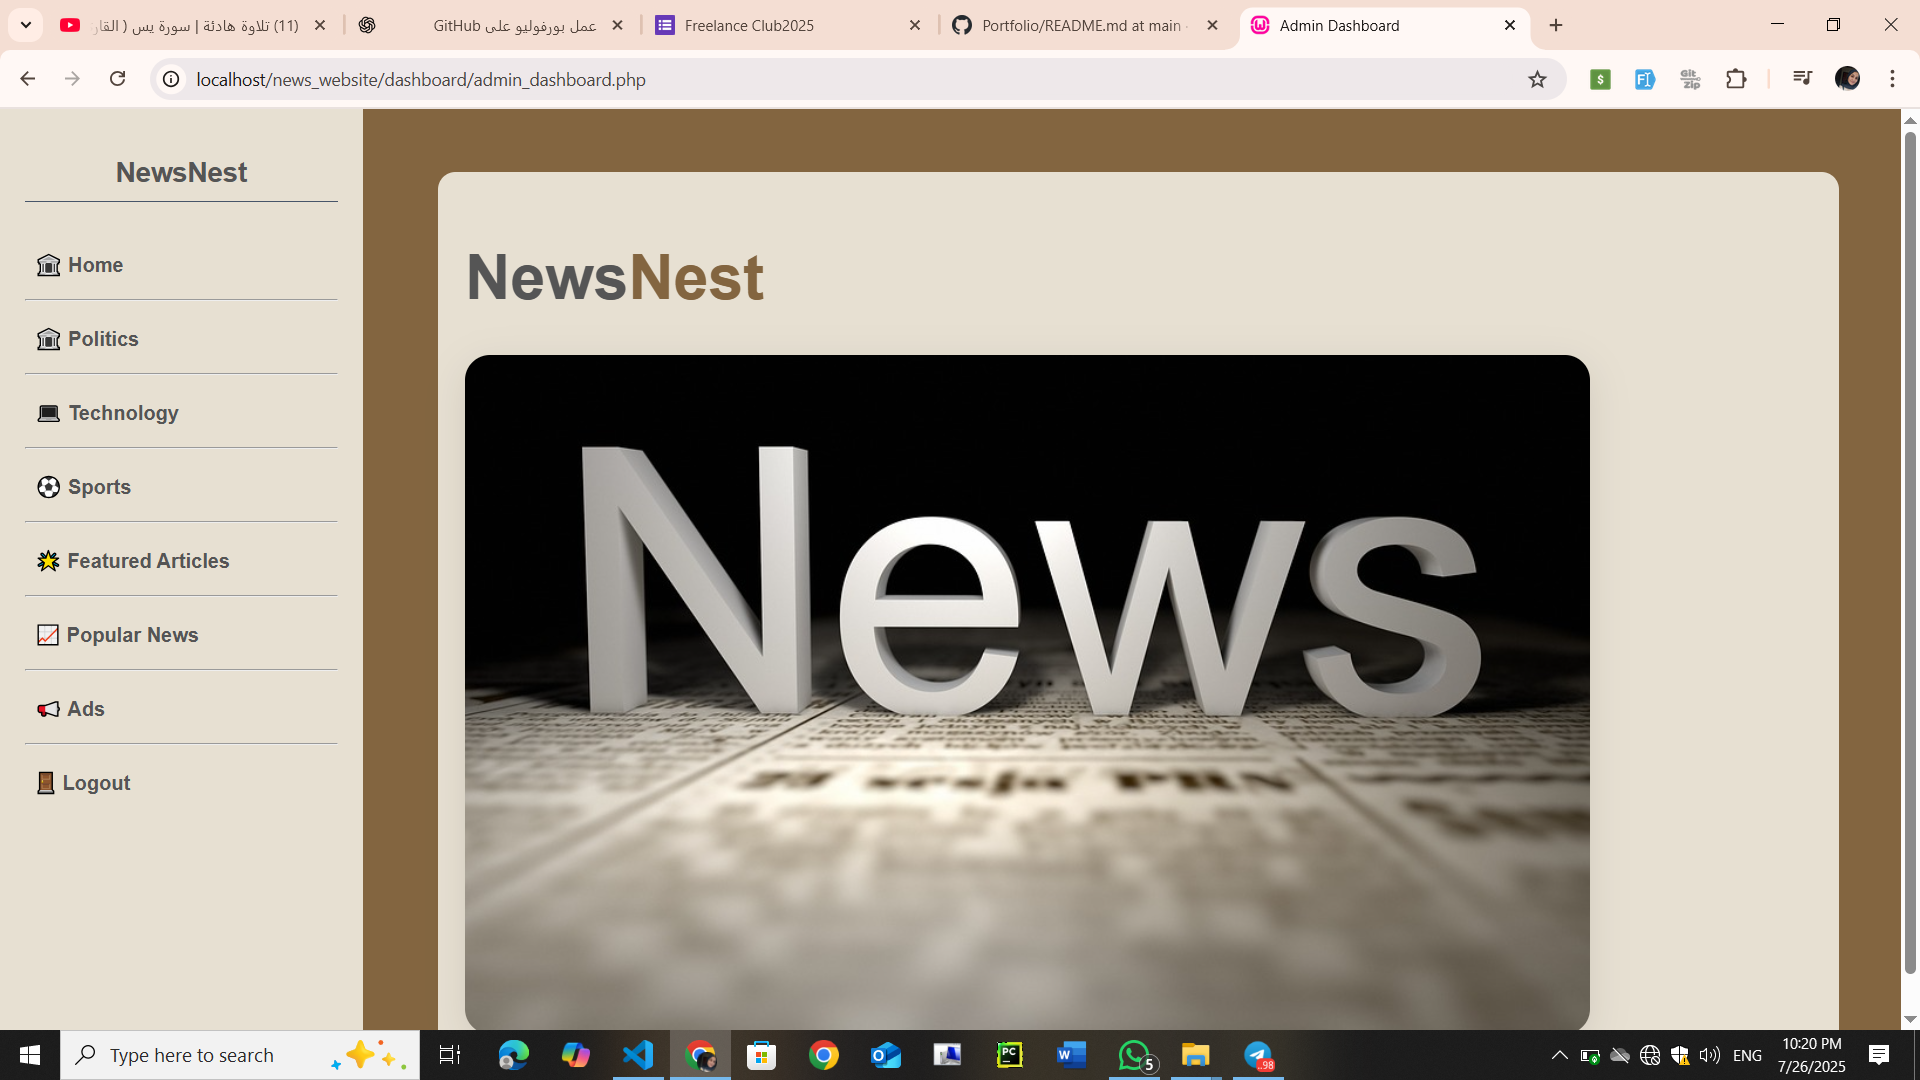 (11) تلاوة هادئة | سورة يس ( القار
عمل بورفوليو على GitHub
Freelance Club2025
Portfolio/README.md at main
Admin Dashboard
localhost/news_website/dashboard/admin_dashboard.php
NewsNest
Home
Politics
Technology
Sports
Featured Articles
Popular News
Ads
Logout
NewsNest
News
Type here to search
5
..98
ENG
10:20 PM
7/26/2025